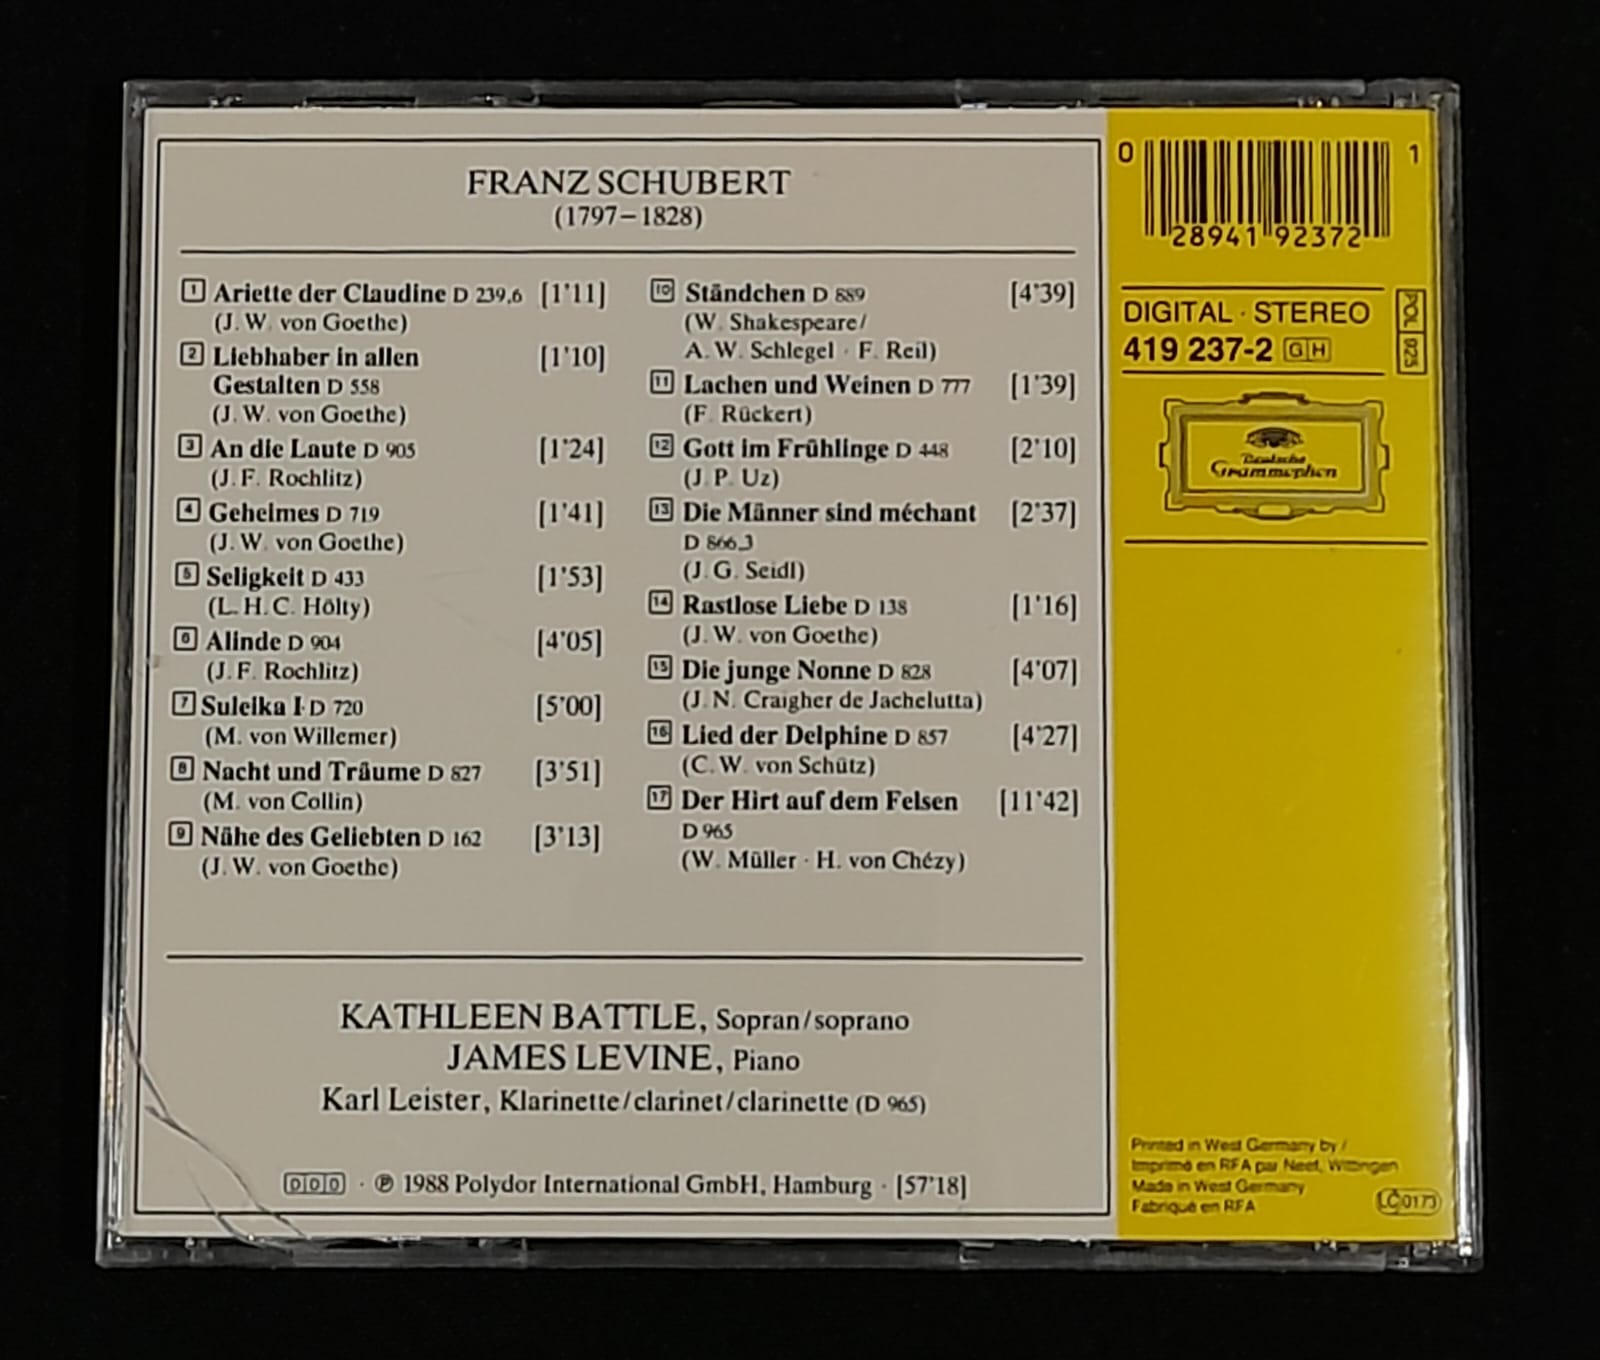 FRANZ SCHUBERT
(1797–1828)
1 Ariette der Claudine D 239,6 [1'11]
(J. W. von Goethe)
2 Liebhaber in allen [1'10]
Gestalten D 558
(J. W. von Goethe)
3 An die Laute D 905 [1'24]
(J. F. Rochlitz)
4 Geheimes D 719 [1'41]
(J. W. von Goethe)
5 Seligkeit D 433 [1'53]
(L. H. C. Hölty)
6 Alinde D 904 [4'05]
(J. F. Rochlitz)
7 Suleika I D 720 [5'00]
(M. von Willemer)
8 Nacht und Träume D 827 [3'51]
(M. von Collin)
9 Nähe des Geliebten D 162 [3'13]
(J. W. von Goethe)
10 Ständchen D 889 [4'39]
(W. Shakespeare/
A. W. Schlegel · F. Reil)
11 Lachen und Weinen D 777 [1'39]
(F. Rückert)
12 Gott im Frühlinge D 448 [2'10]
(J. P. Uz)
13 Die Männer sind méchant [2'37]
D 866,3
(J. G. Seidl)
14 Rastlose Liebe D 138 [1'16]
(J. W. von Goethe)
15 Die junge Nonne D 828 [4'07]
(J. N. Craigher de Jachelutta)
16 Lied der Delphine D 857 [4'27]
(C. W. von Schütz)
17 Der Hirt auf dem Felsen [11'42]
D 965
(W. Müller · H. von Chézy)
KATHLEEN BATTLE, Sopran/soprano
JAMES LEVINE, Piano
Karl Leister, Klarinette/clarinet/clarinette (D 965)
DDD · ℗ 1988 Polydor International GmbH, Hamburg · [57'18]
0 28941 92372 1
DIGITAL · STEREO
419 237-2 GH
POL 923
Deutsche
Grammophon
Printed in West Germany by /
Imprimé en RFA par Neef, Wittingen
Made in West Germany
Fabriqué en RFA
LC 0173